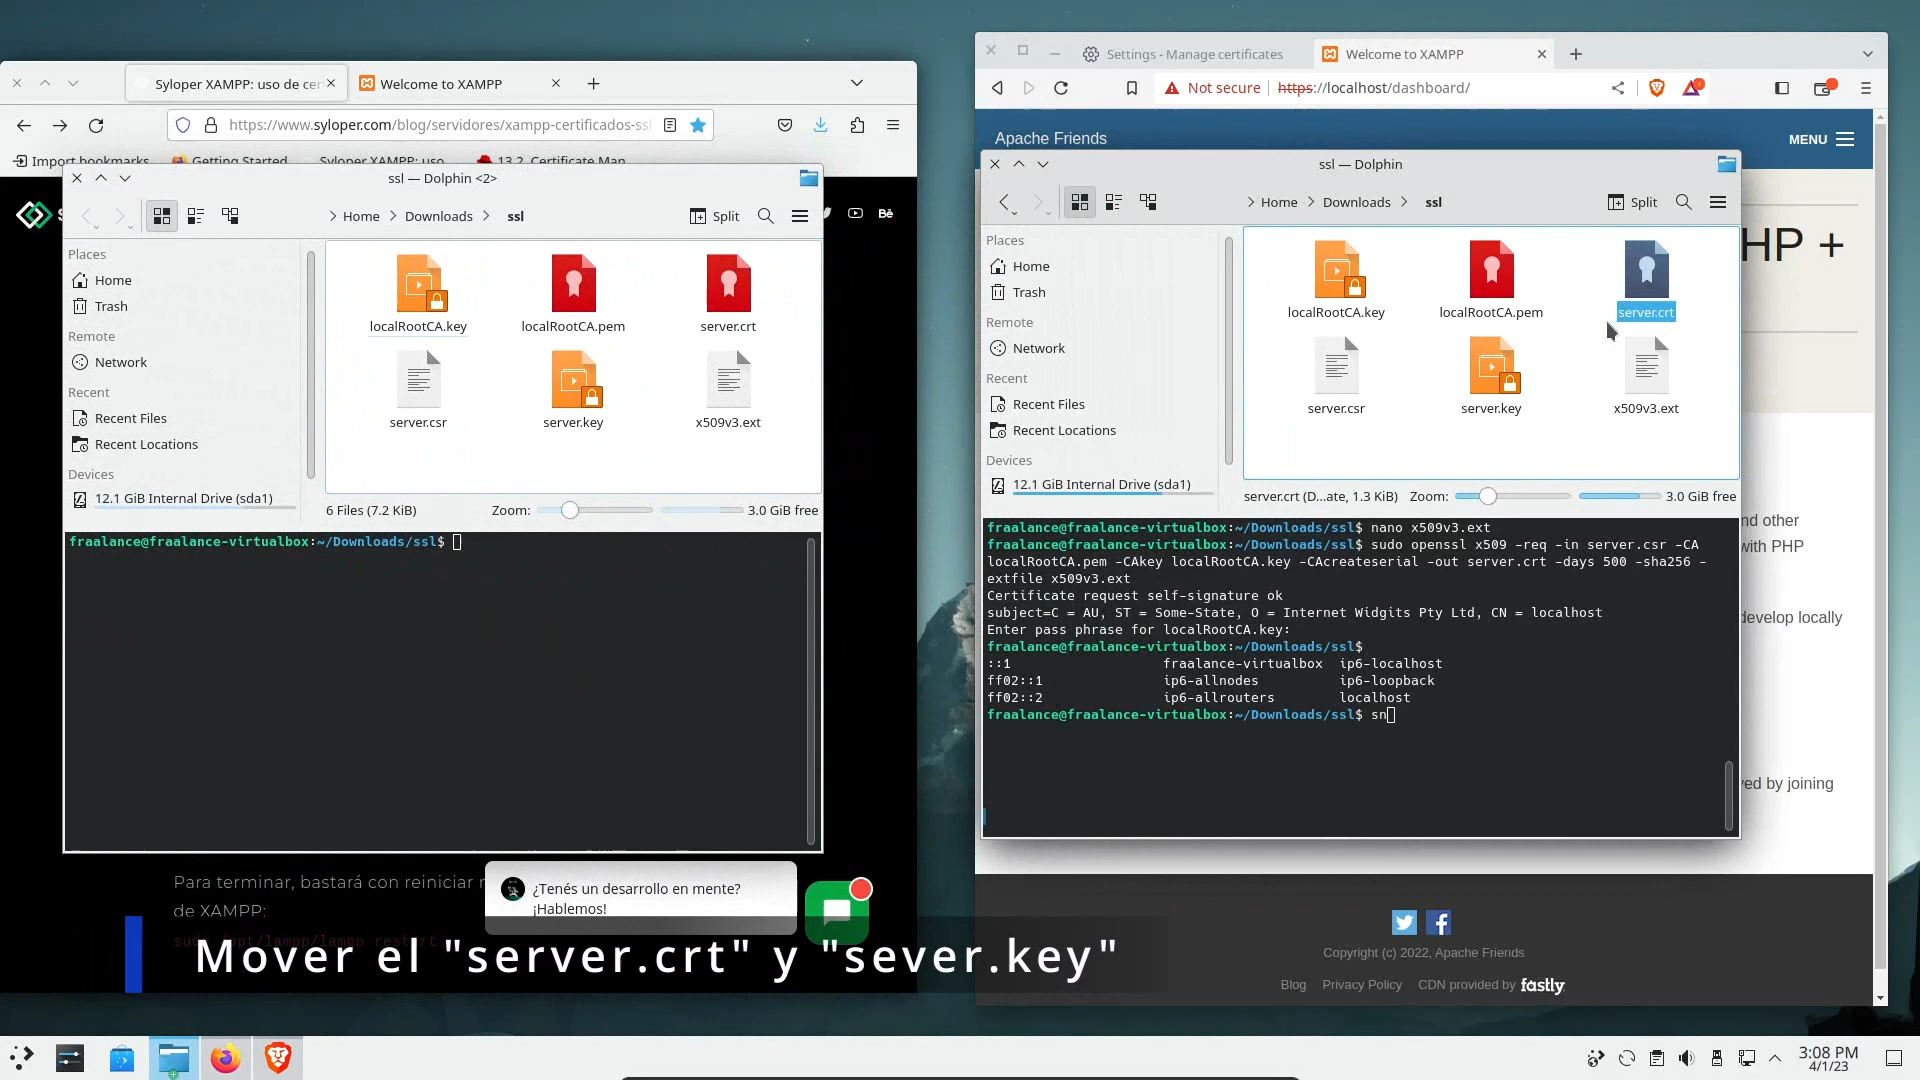 Syloper XAMPP: uso de cer
Welcome to XAMPP
https://www.syloper.com/blog/servidores/xampp-certificados-ssl
Import bookmarks
Getting Started
Syloper XAMPP: uso
13.2. Certificate Man
ssl — Dolphin <2>
Home
Downloads
ssl
Split
Bē
Places
Home
Trash
Remote
Network
Recent
Recent Files
Recent Locations
Devices
12.1 GiB Internal Drive (sda1)
localRootCA.key
localRootCA.pem
server.crt
server.csr
server.key
x509v3.ext
6 Files (7.2 KiB)
Zoom:
3.0 GiB free
fraalance@fraalance-virtualbox:~/Downloads/ssl$
Para terminar, bastará con reiniciar
de XAMPP:
sudo /opt/lampp/lampp restart
¿Tenés un desarrollo en mente?
¡Hablemos!
Mover el "server.crt" y "sever.key"
Settings - Manage certificates
Welcome to XAMPP
Not secure
https://localhost/dashboard/
Apache Friends
MENU
ssl — Dolphin
Home
Downloads
ssl
Split
HP +
Places
Home
Trash
Remote
Network
Recent
Recent Files
Recent Locations
Devices
12.1 GiB Internal Drive (sda1)
localRootCA.key
localRootCA.pem
server.crt
server.csr
server.key
x509v3.ext
server.crt (D...ate, 1.3 KiB)
Zoom:
3.0 GiB free
fraalance@fraalance-virtualbox:~/Downloads/ssl$ nano x509v3.ext
fraalance@fraalance-virtualbox:~/Downloads/ssl$ sudo openssl x509 -req -in server.csr -CA
localRootCA.pem -CAkey localRootCA.key -CAcreateserial -out server.crt -days 500 -sha256 -
extfile x509v3.ext
Certificate request self-signature ok
subject=C = AU, ST = Some-State, O = Internet Widgits Pty Ltd, CN = localhost
Enter pass phrase for localRootCA.key:
fraalance@fraalance-virtualbox:~/Downloads/ssl$
::1 fraalance-virtualbox ip6-localhost
ff02::1 ip6-allnodes ip6-loopback
ff02::2 ip6-allrouters localhost
fraalance@fraalance-virtualbox:~/Downloads/ssl$ sn
nd other
with PHP
develop locally
ved by joining
Copyright (c) 2022, Apache Friends
Blog
Privacy Policy
CDN provided by fastly
3:08 PM
4/1/23